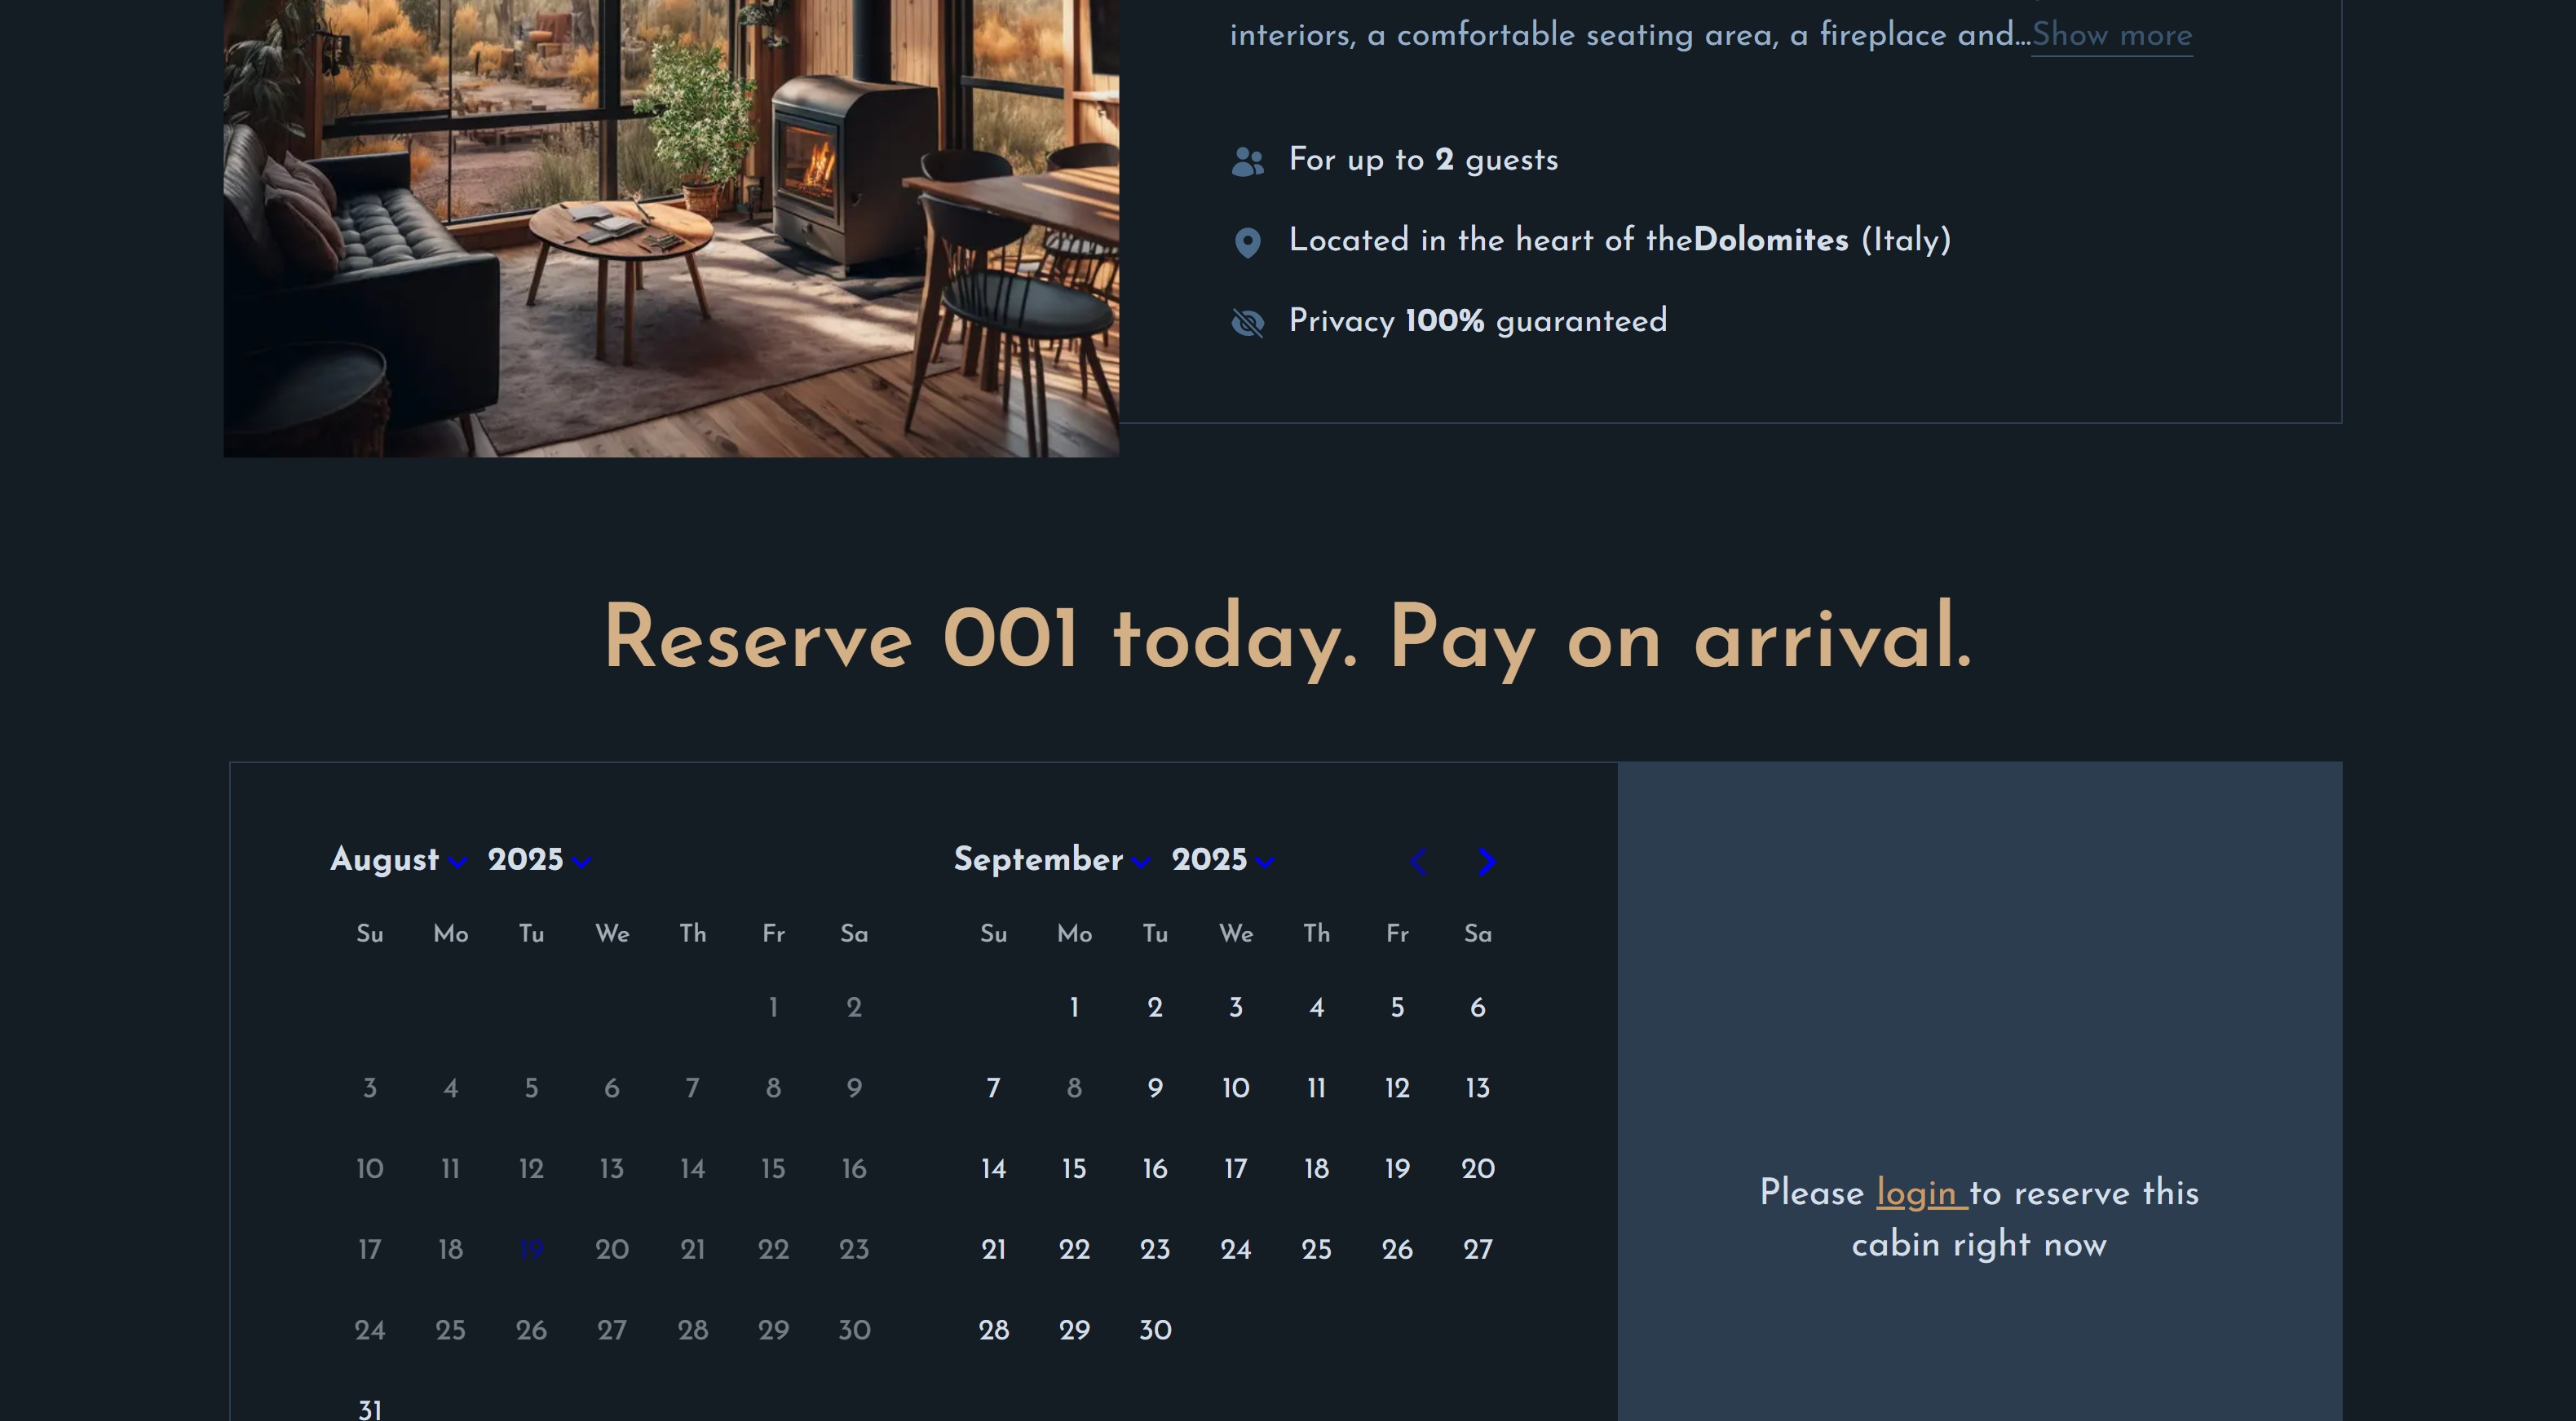 interiors, a comfortable seating area, a fireplace and...Show more
For up to 2 guests
Located in the heart of theDolomites (Italy)
Privacy 100% guaranteed
Reserve 001 today. Pay on arrival.
August 2025
Su Mo Tu We Th Fr Sa
1 2
3 4 5 6 7 8 9
10 11 12 13 14 15 16
17 18 19 20 21 22 23
24 25 26 27 28 29 30
31
September 2025
Su Mo Tu We Th Fr Sa
1 2 3 4 5 6
7 8 9 10 11 12 13
14 15 16 17 18 19 20
21 22 23 24 25 26 27
28 29 30
Please login to reserve this
cabin right now